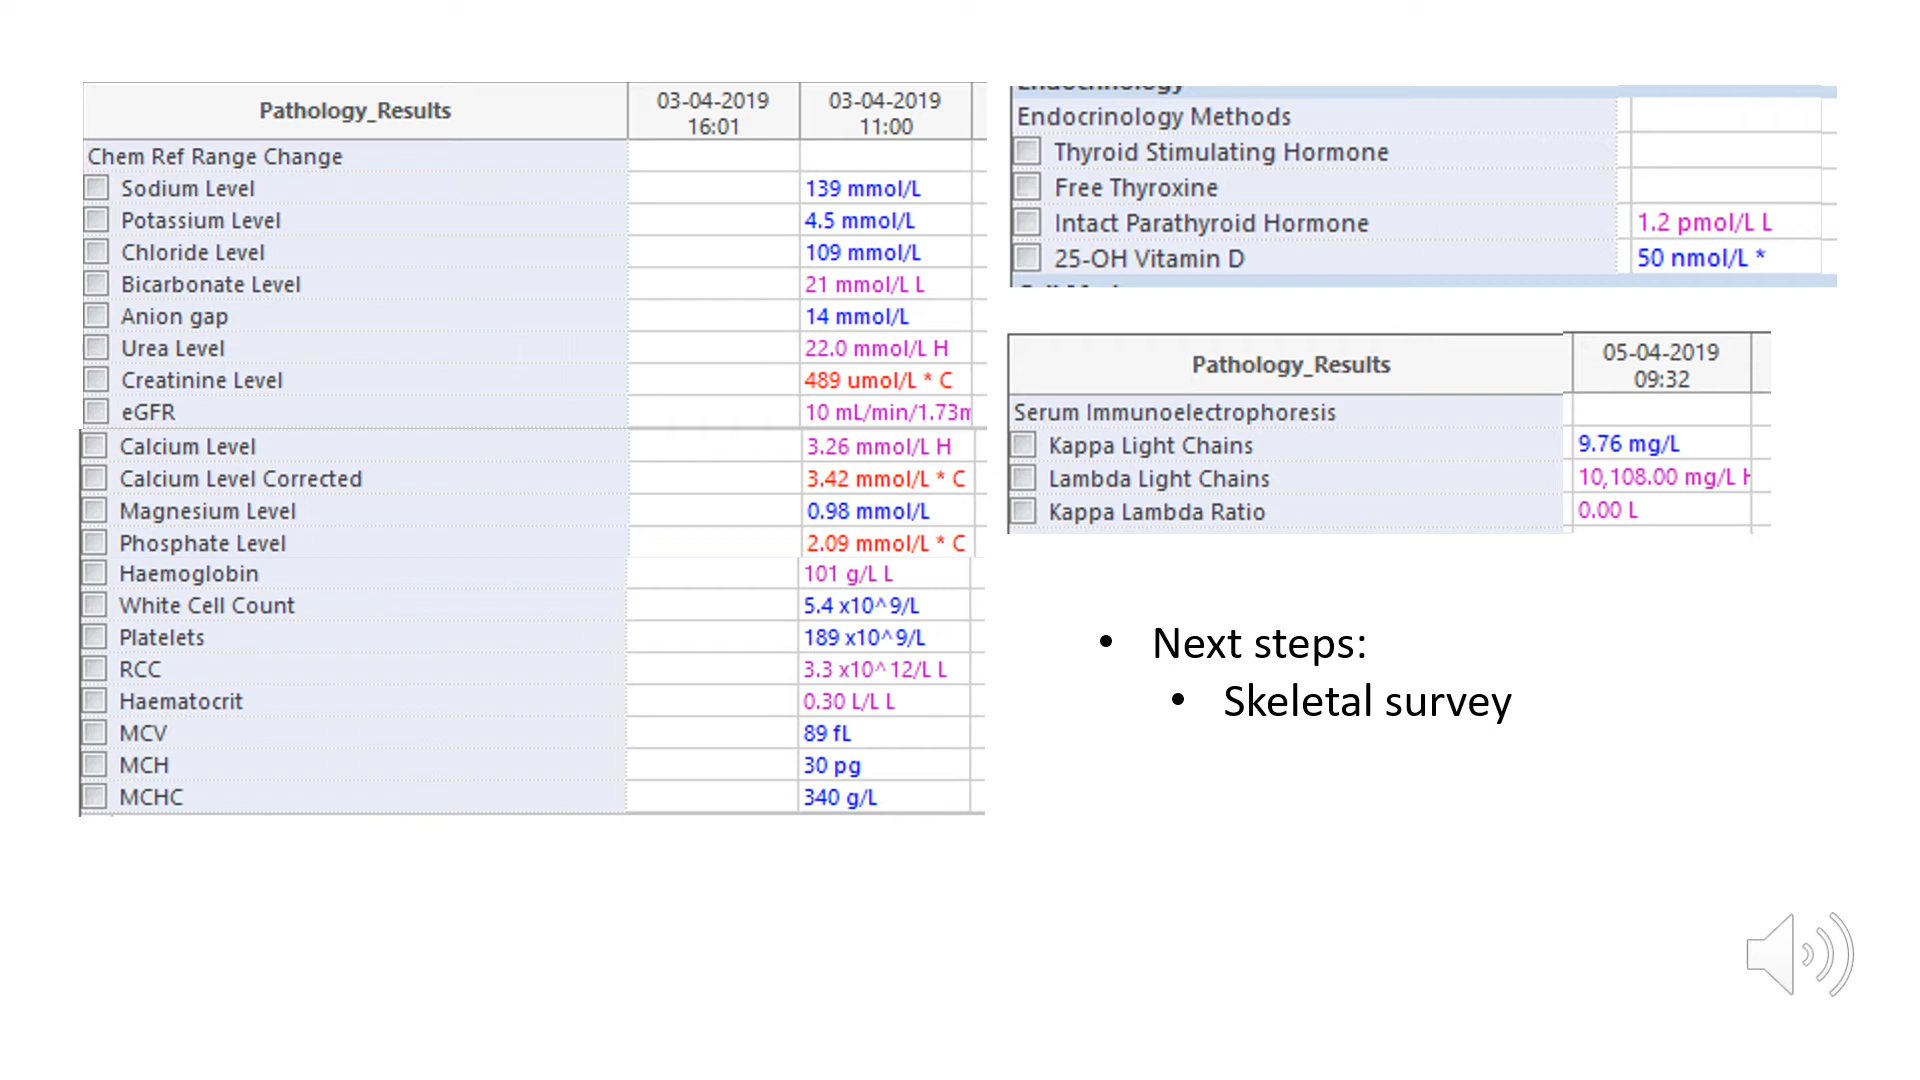 Pathology_Results 03-04-2019 16:01 03-04-2019 11:00
Chem Ref Range Change
Sodium Level 139 mmol/L
Potassium Level 4.5 mmol/L
Chloride Level 109 mmol/L
Bicarbonate Level 21 mmol/L L
Anion gap 14 mmol/L
Urea Level 22.0 mmol/L H
Creatinine Level 489 umol/L * C
eGFR 10 mL/min/1.73m
Calcium Level 3.26 mmol/L H
Calcium Level Corrected 3.42 mmol/L * C
Magnesium Level 0.98 mmol/L
Phosphate Level 2.09 mmol/L * C
Haemoglobin 101 g/L L
White Cell Count 5.4 x10^9/L
Platelets 189 x10^9/L
RCC 3.3 x10^12/L L
Haematocrit 0.30 L/L L
MCV 89 fL
MCH 30 pg
MCHC 340 g/L
Endocrinology
Endocrinology Methods
Thyroid Stimulating Hormone
Free Thyroxine
Intact Parathyroid Hormone 1.2 pmol/L L
25-OH Vitamin D 50 nmol/L *
Pathology_Results 05-04-2019 09:32
Serum Immunoelectrophoresis
Kappa Light Chains 9.76 mg/L
Lambda Light Chains 10,108.00 mg/L H
Kappa Lambda Ratio 0.00 L
• Next steps:
• Skeletal survey